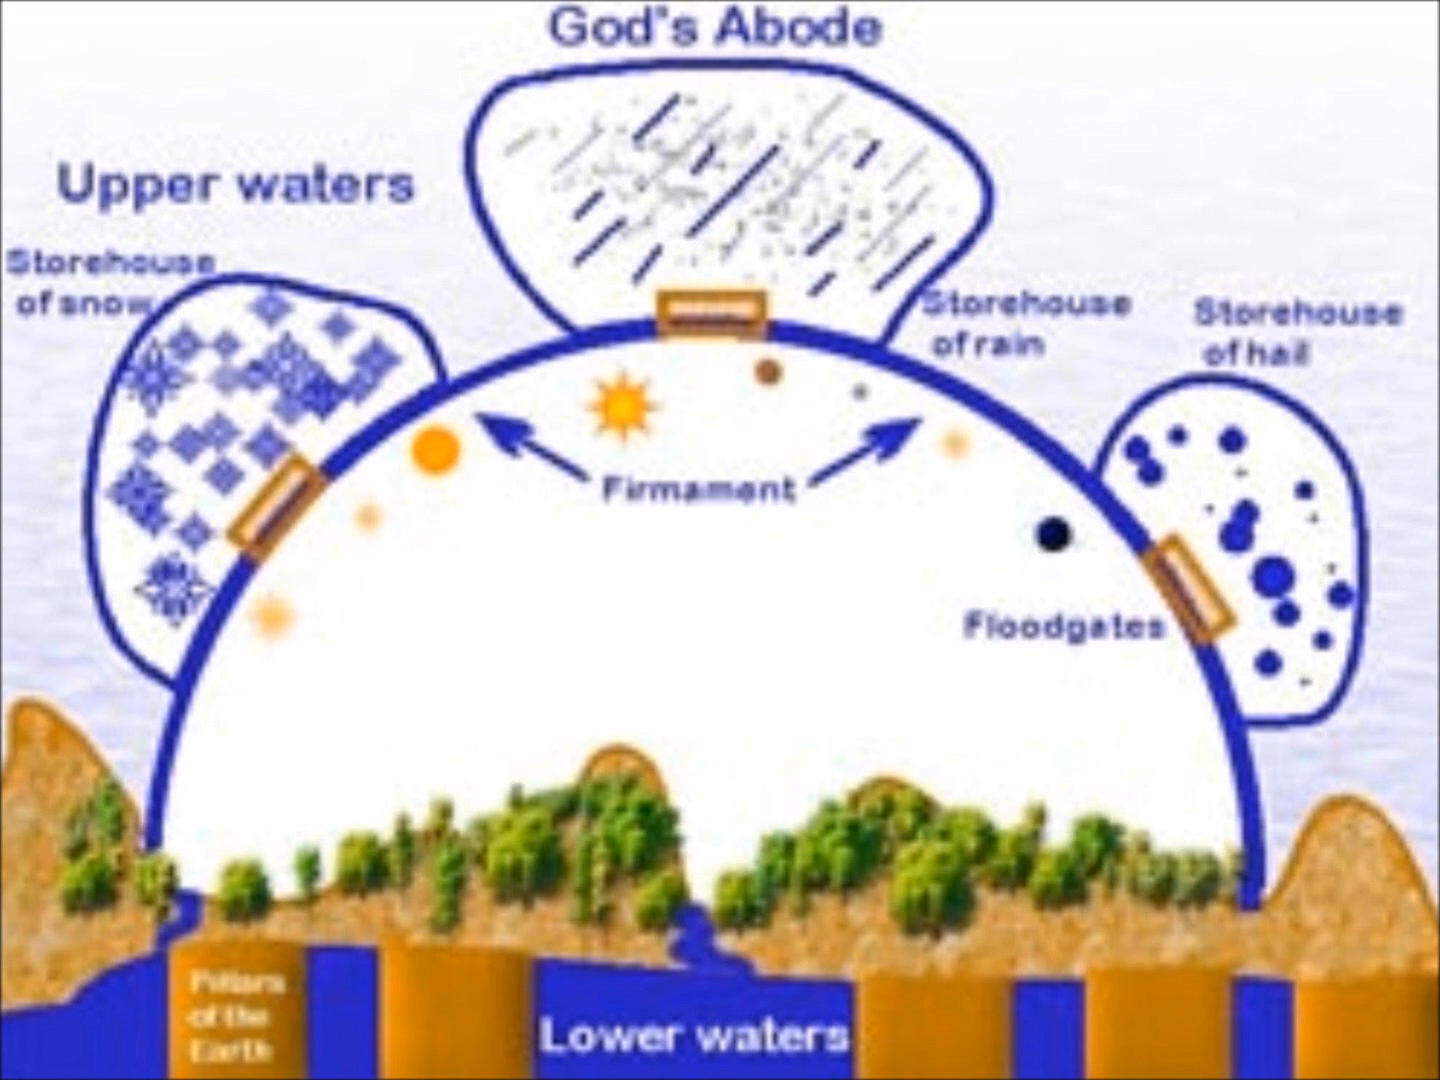 God's Abode
Upper waters
Storehouse
of snow
Storehouse
of rain
Storehouse
of hail
Firmament
Floodgates
Pillars
of the
Earth
Lower waters